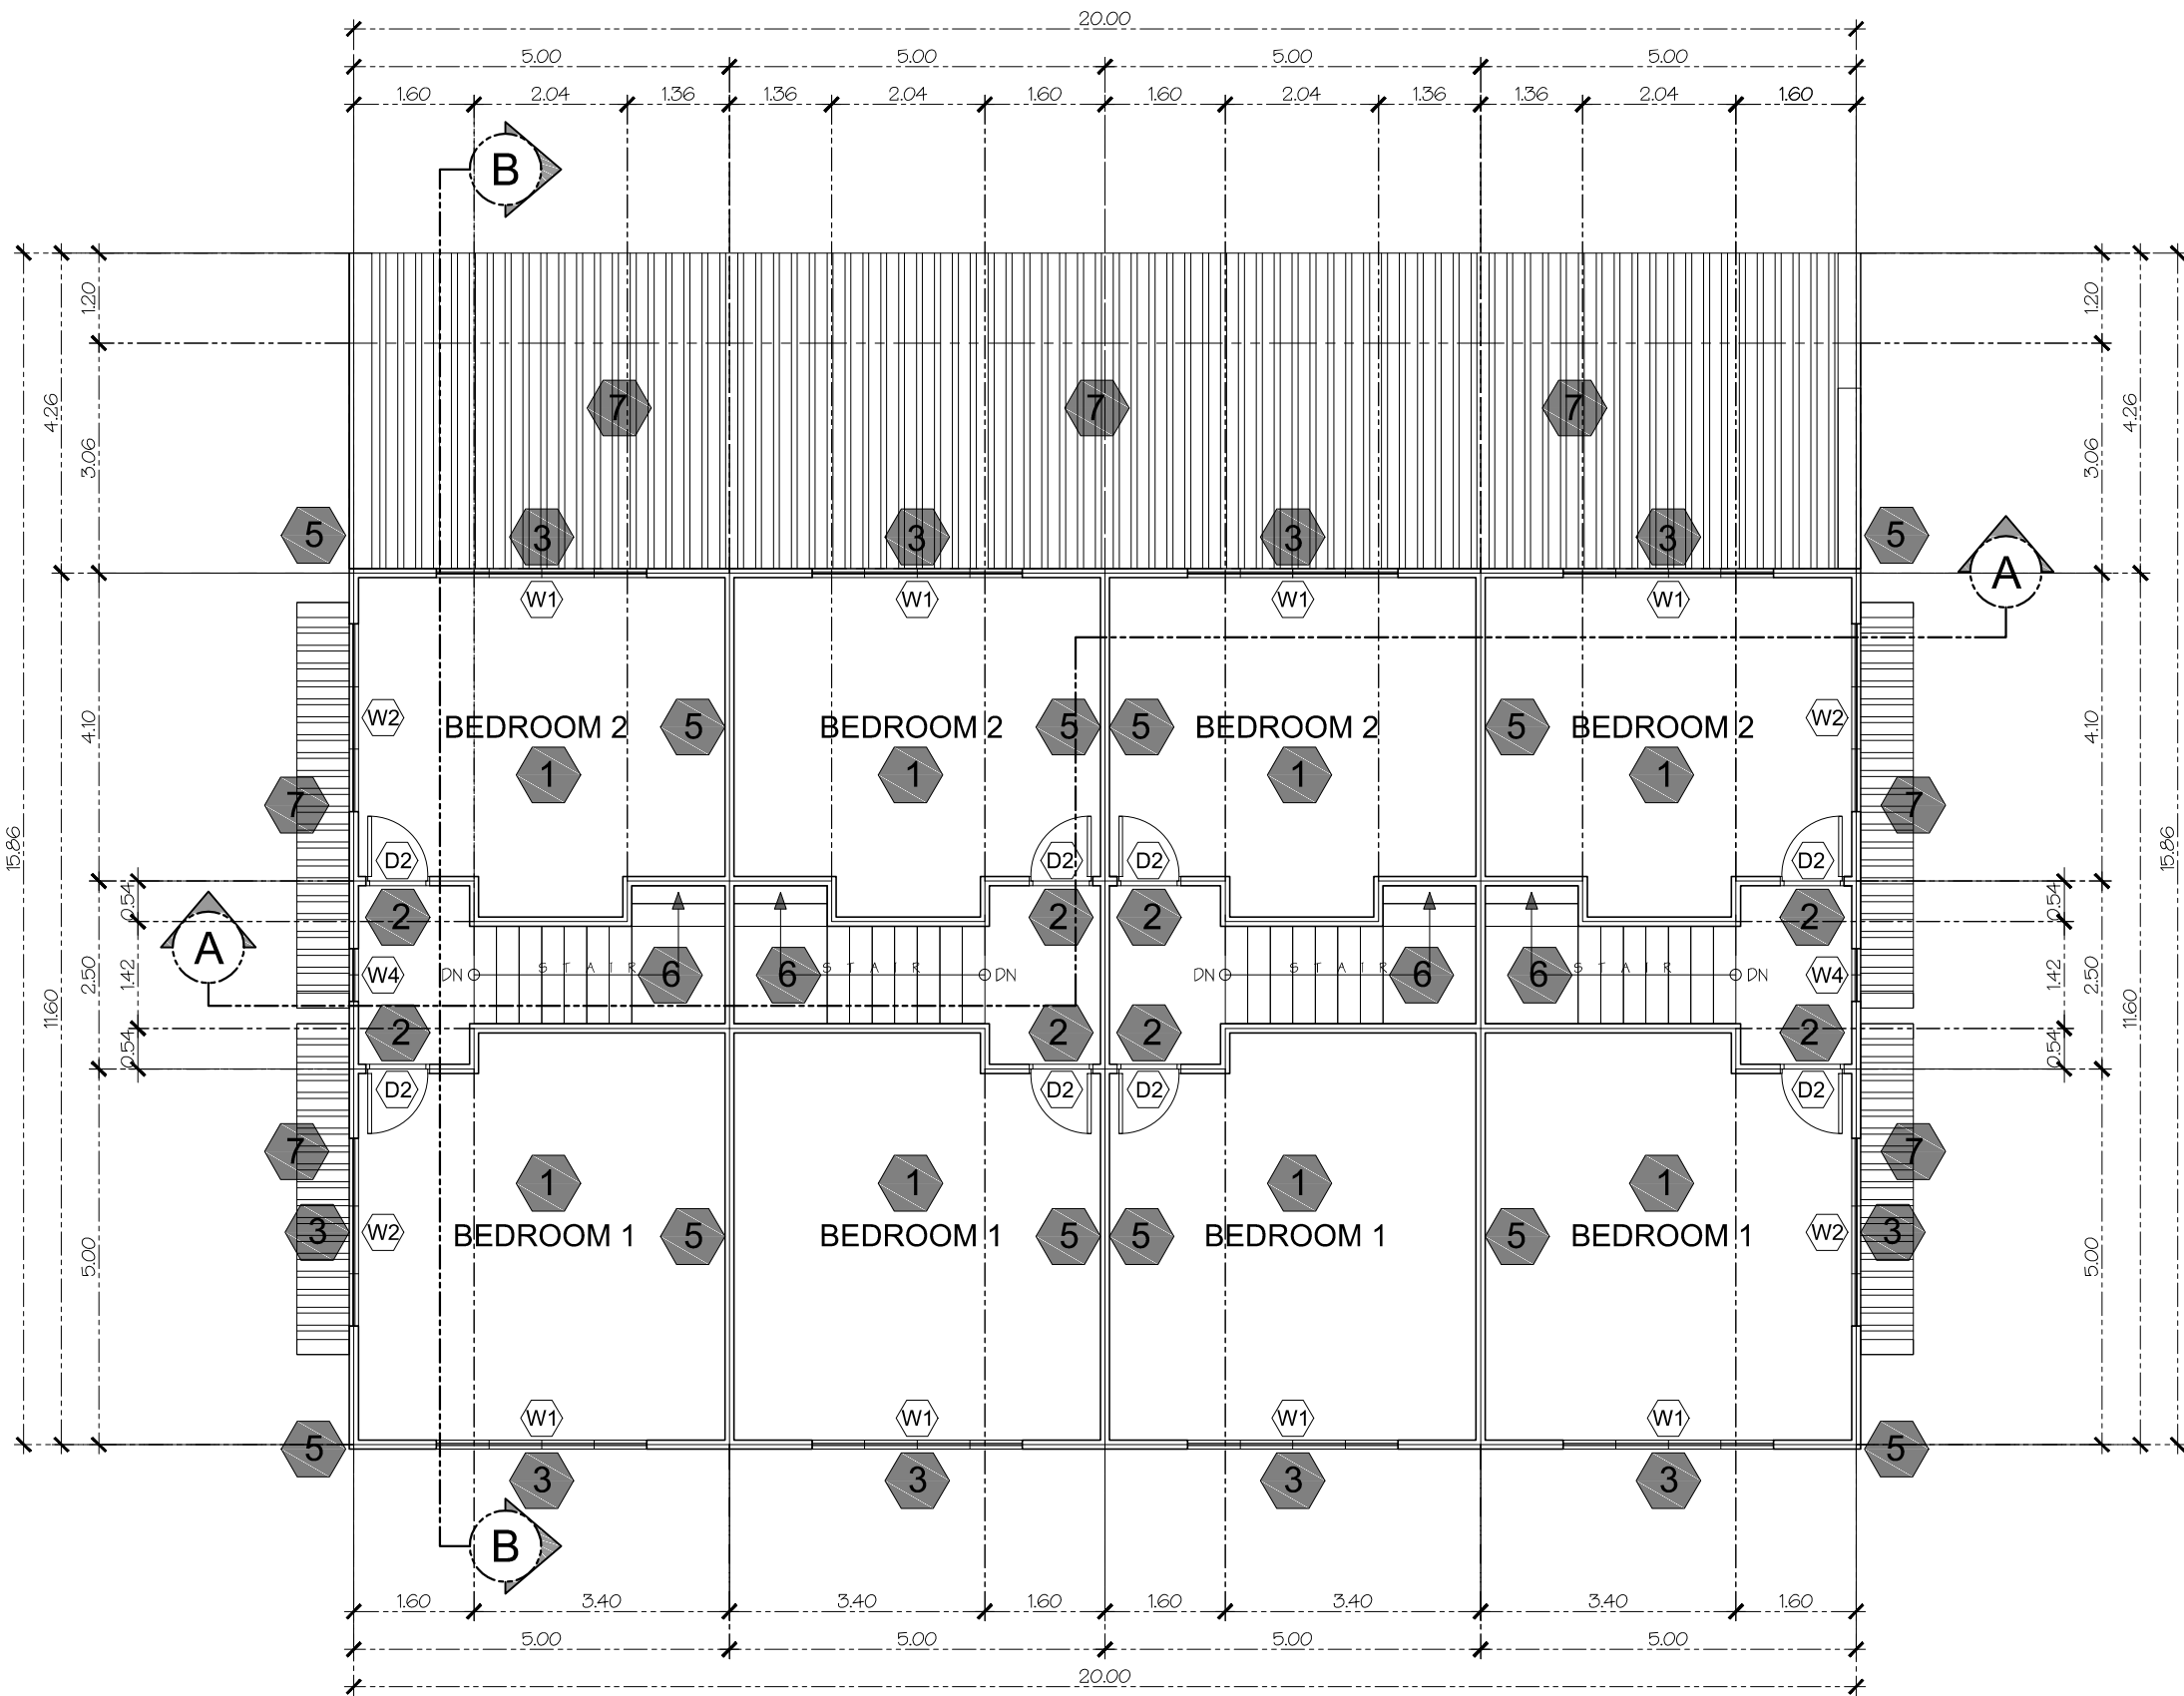 20.00
5.00 5.00 5.00 5.00
1.60 2.04 1.36 1.36 2.04 1.60 1.60 2.04 1.36 1.36 2.04 1.60
B
1.20 1.20
4.26 7 7 7 4.26
3.06 3.06
5 3 3 3 3 5
A
W1 W1 W1 W1
W2 W2
4.10 BEDROOM 2 5 BEDROOM 2 5 5 BEDROOM 2 5 BEDROOM 2 4.10
1 1 1 1
7 7
15.86 15.86
D2 D2 D2 D2
0.54 0.54
2 2 2 2
A
2.50 1.42 W4 DN STAIR 6 6 STAIR DN DN STAIR 6 6 STAIR DN W4 1.42 2.50
11.60 11.60
0.54 2 2 2 2 0.54
D2 D2 D2 D2
7 7
1 1 1 1
3 W2 BEDROOM 1 5 BEDROOM 1 5 5 BEDROOM 1 5 BEDROOM 1 W2 3
5.00 5.00
W1 W1 W1 W1
5 5
3 3 3 3
B
1.60 3.40 3.40 1.60 1.60 3.40 3.40 1.60
5.00 5.00 5.00 5.00
20.00